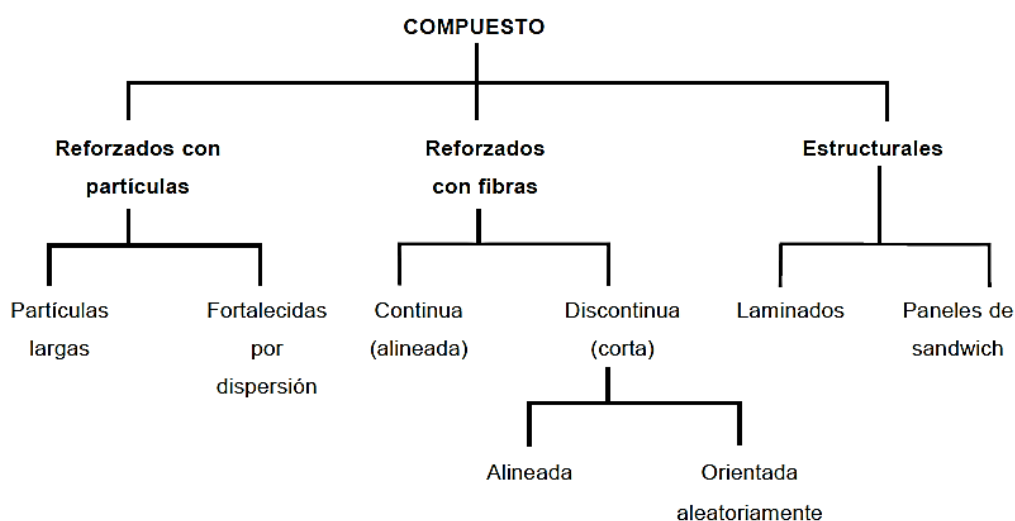 COMPUESTO
Reforzados con
partículas
Reforzados
con fibras
Estructurales
Partículas
largas
Fortalecidas
por
dispersión
Continua
(alineada)
Discontinua
(corta)
Laminados
Paneles de
sandwich
Alineada
Orientada
aleatoriamente